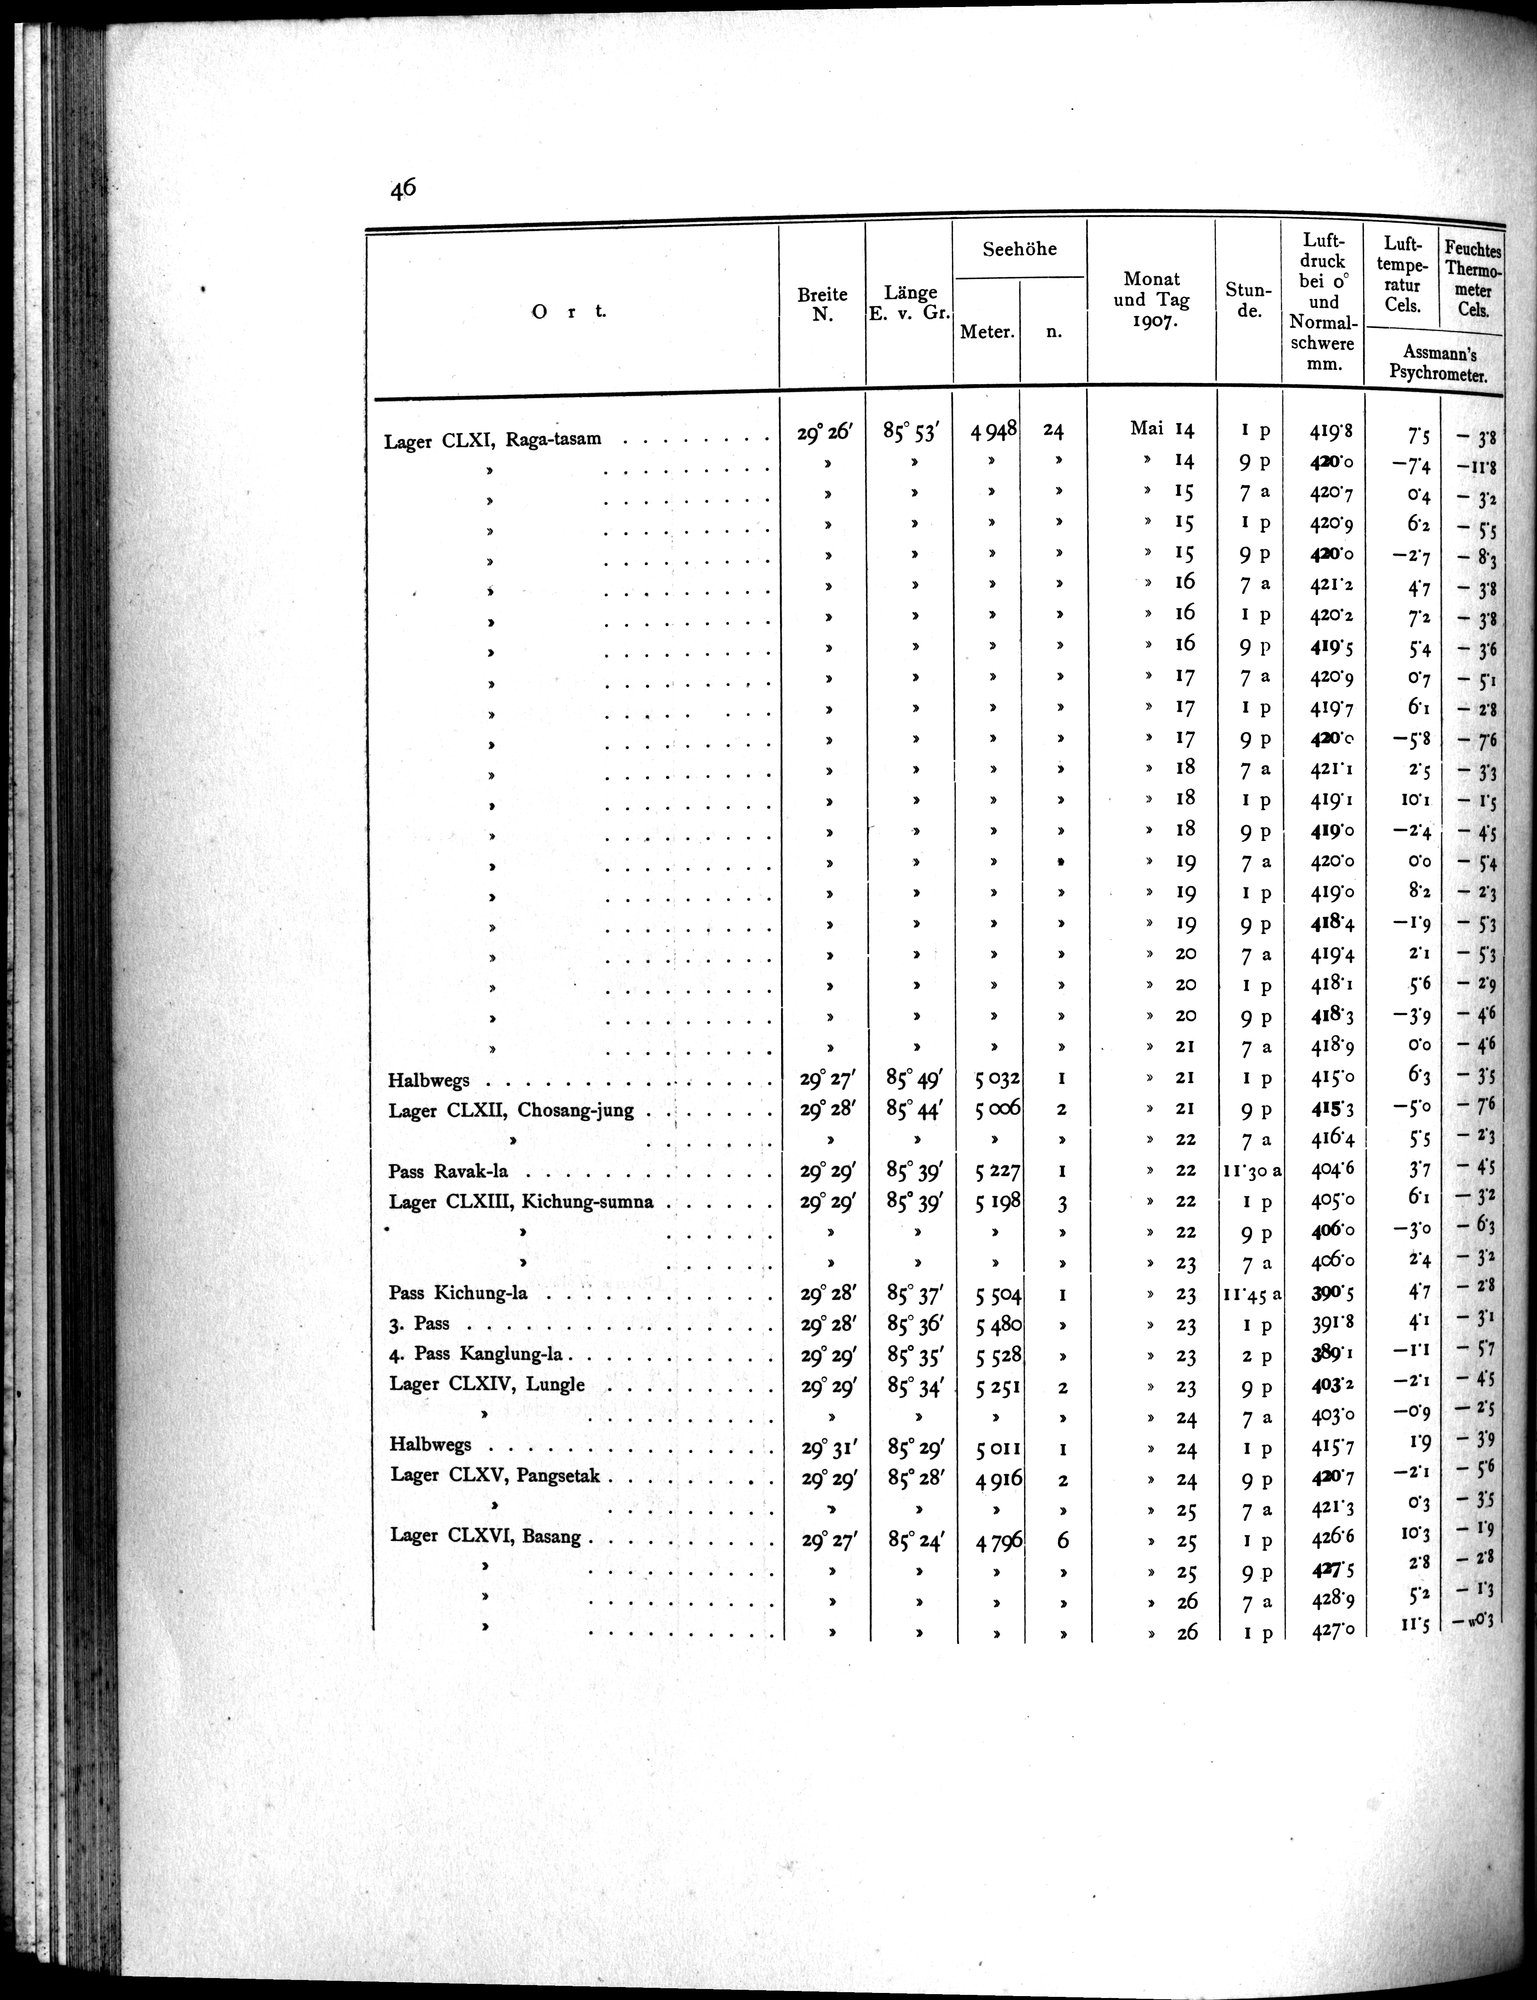 46
O r t. | Breite N. | Länge E. v. Gr. | Seehöhe Meter. | Seehöhe n. | Monat und Tag 1907. | Stun- de. | Luft- druck bei 0° und Normal- schwere mm. | Luft- tempe- ratur Cels. | Feuchtes Thermo- meter Cels. | Assmann's Psychrometer.
Lager CLXI, Raga-tasam . . . . . . . . 29° 26′ 85° 53′ 4 948 24 Mai 14 1 p 419·8 7·5 — 3·8
» . . . . . . . . . » » » » » 14 9 p 420·0 —7·4 —11·8
» . . . . . . . . . » » » » » 15 7 a 420·7 0·4 — 3·2
» . . . . . . . . . » » » » » 15 1 p 420·9 6·2 — 5·5
» . . . . . . . . . » » » » » 15 9 p 420·0 —2·7 — 8·3
» . . . . . . . . . » » » » » 16 7 a 421·2 4·7 — 3·8
» . . . . . . . . . » » » » » 16 1 p 420·2 7·2 — 3·8
» . . . . . . . . . » » » » » 16 9 p 419·5 5·4 — 3·6
» . . . . . . . . . » » » » » 17 7 a 420·9 0·7 — 5·1
» . . . . . . . . » » » » » 17 1 p 419·7 6·1 — 2·8
» . . . . . . . . . » » » » » 17 9 p 420·0 —5·8 — 7·6
» . . . . . . . . . » » » » » 18 7 a 421·1 2·5 — 3·3
» . . . . . . . . . » » » » » 18 1 p 419·1 10·1 — 1·5
» . . . . . . . . . » » » » » 18 9 p 419·0 —2·4 — 4·5
» . . . . . . . . . » » » » » 19 7 a 420·0 0·0 — 5·4
» . . . . . . . . . » » » » » 19 1 p 419·0 8·2 — 2·3
» . . . . . . . . . » » » » » 19 9 p 418·4 —1·9 — 5·3
» . . . . . . . . . » » » » » 20 7 a 419·4 2·1 — 5·3
» . . . . . . . . . » » » » » 20 1 p 418·1 5·6 — 2·9
» . . . . . . . . . » » » » » 20 9 p 418·3 —3·9 — 4·6
» . . . . . . . . . » » » » » 21 7 a 418·9 0·0 — 4·6
Halbwegs . . . . . . . . . . . . . . . 29° 27′ 85° 49′ 5 032 1 » 21 1 p 415·0 6·3 — 3·5
Lager CLXII, Chosang-jung . . . . . . . 29° 28′ 85° 44′ 5 006 2 » 21 9 p 415·3 —5·0 — 7·6
» . . . . . . . » » » » » 22 7 a 416·4 5·5 — 2·3
Pass Ravak-la . . . . . . . . . . . . . 29° 29′ 85° 39′ 5 227 1 » 22 11·30 a 404·6 3·7 — 4·5
Lager CLXIII, Kichung-sumna . . . . . . 29° 29′ 85° 39′ 5 198 3 » 22 1 p 405·0 6·1 — 3·2
» . . . . . . » » » » » 22 9 p 406·0 —3·0 — 6·3
» . . . . . . » » » » » 23 7 a 406·0 2·4 — 3·2
Pass Kichung-la . . . . . . . . . . . . 29° 28′ 85° 37′ 5 504 1 » 23 11·45 a 390·5 4·7 — 2·8
3. Pass . . . . . . . . . . . . . . . . 29° 28′ 85° 36′ 5 480 » » 23 1 p 391·8 4·1 — 3·1
4. Pass Kanglung-la . . . . . . . . . . . 29° 29′ 85° 35′ 5 528 » » 23 2 p 389·1 —1·1 — 5·7
Lager CLXIV, Lungle . . . . . . . . . 29° 29′ 85° 34′ 5 251 2 » 23 9 p 403·2 —2·1 — 4·5
» . . . . . . . . . . » » » » » 24 7 a 403·0 —0·9 — 2·5
Halbwegs . . . . . . . . . . . . . . . 29° 31′ 85° 29′ 5 011 1 » 24 1 p 415·7 1·9 — 3·9
Lager CLXV, Pangsetak . . . . . . . . . 29° 29′ 85° 28′ 4 916 2 » 24 9 p 420·7 —2·1 — 5·6
» . . . . . . . . . » » » » » 25 7 a 421·3 0·3 — 3·5
Lager CLXVI, Basang . . . . . . . . . . 29° 27′ 85° 24′ 4 796 6 » 25 1 p 426·6 10·3 — 1·9
» . . . . . . . . . . » » » » » 25 9 p 427·5 2·8 — 2·8
» . . . . . . . . . . » » » » » 26 7 a 428·9 5·2 — 1·3
» . . . . . . . . . . » » » » » 26 1 p 427·0 11·5 —w0·3